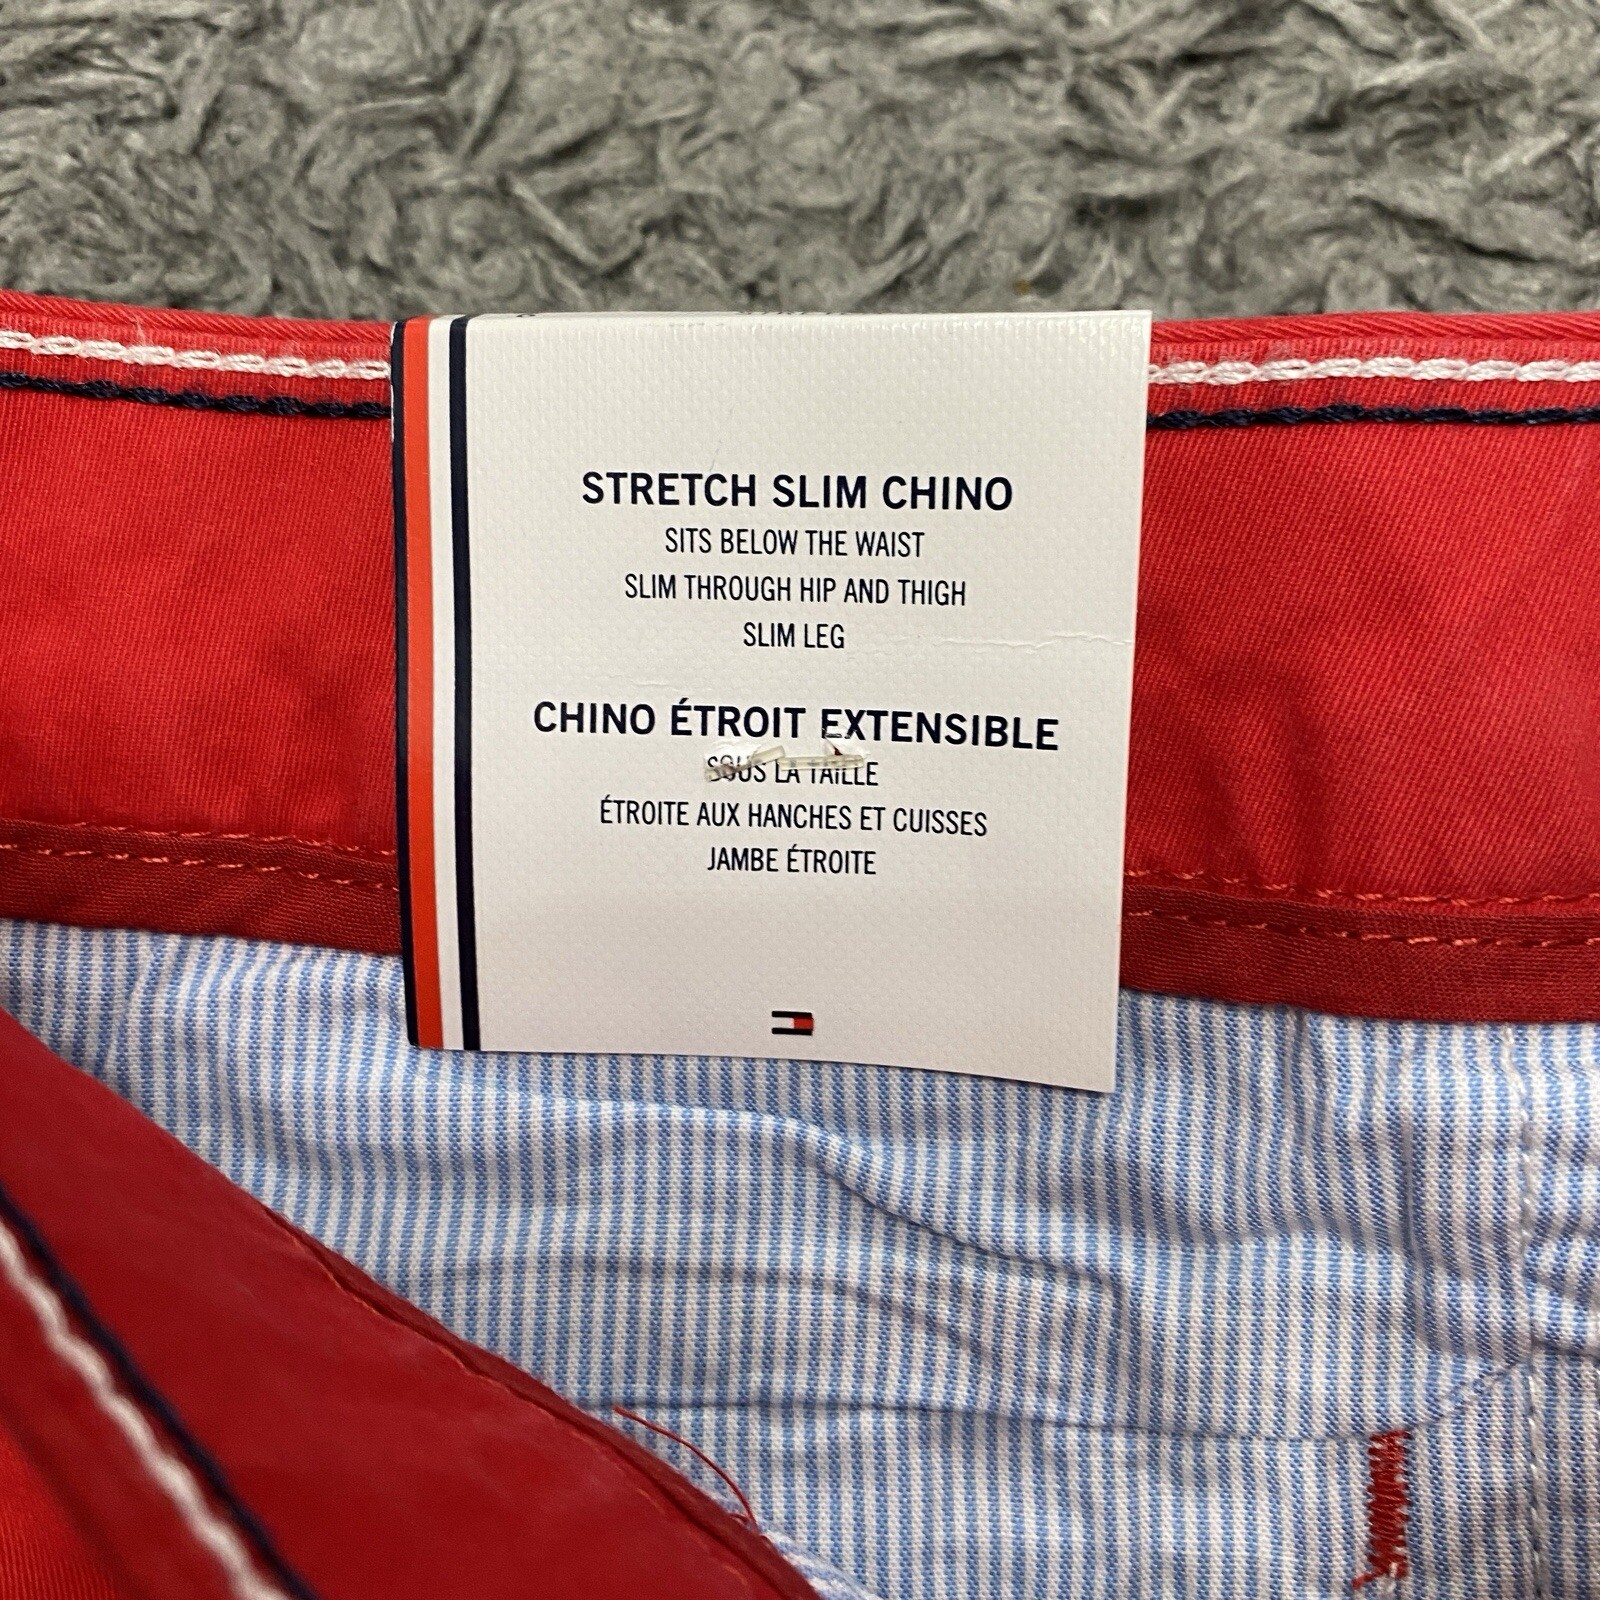 STRETCH SLIM CHINO
SITS BELOW THE WAIST
SLIM THROUGH HIP AND THIGH
SLIM LEG
CHINO ÉTROIT EXTENSIBLE
SOUS LA TAILLE
ÉTROITE AUX HANCHES ET CUISSES
JAMBE ÉTROITE